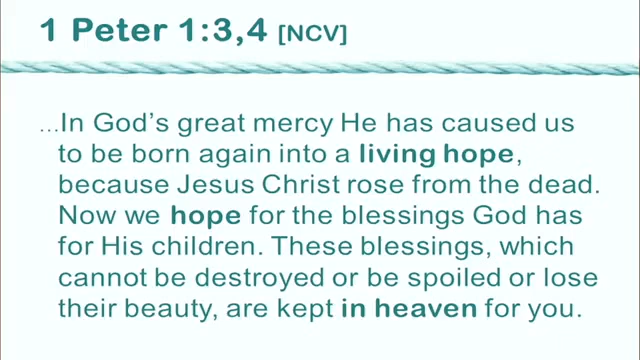 1 Peter 1:3,4 [NCV]
...In God's great mercy He has caused us
to be born again into a living hope,
because Jesus Christ rose from the dead.
Now we hope for the blessings God has
for His children. These blessings, which
cannot be destroyed or be spoiled or lose
their beauty, are kept in heaven for you.